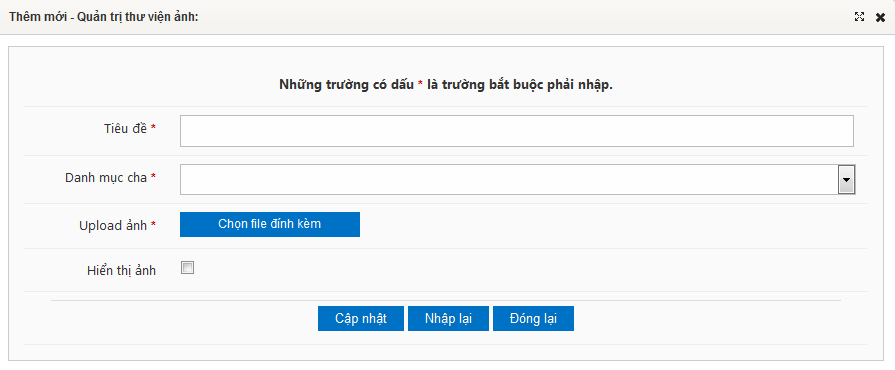 Thêm mới - Quản trị thư viện ảnh:
Những trường có dấu * là trường bắt buộc phải nhập.
Tiêu đề *
Danh mục cha *
Upload ảnh *
Chọn file đính kèm
Hiển thị ảnh
Cập nhật
Nhập lại
Đóng lại